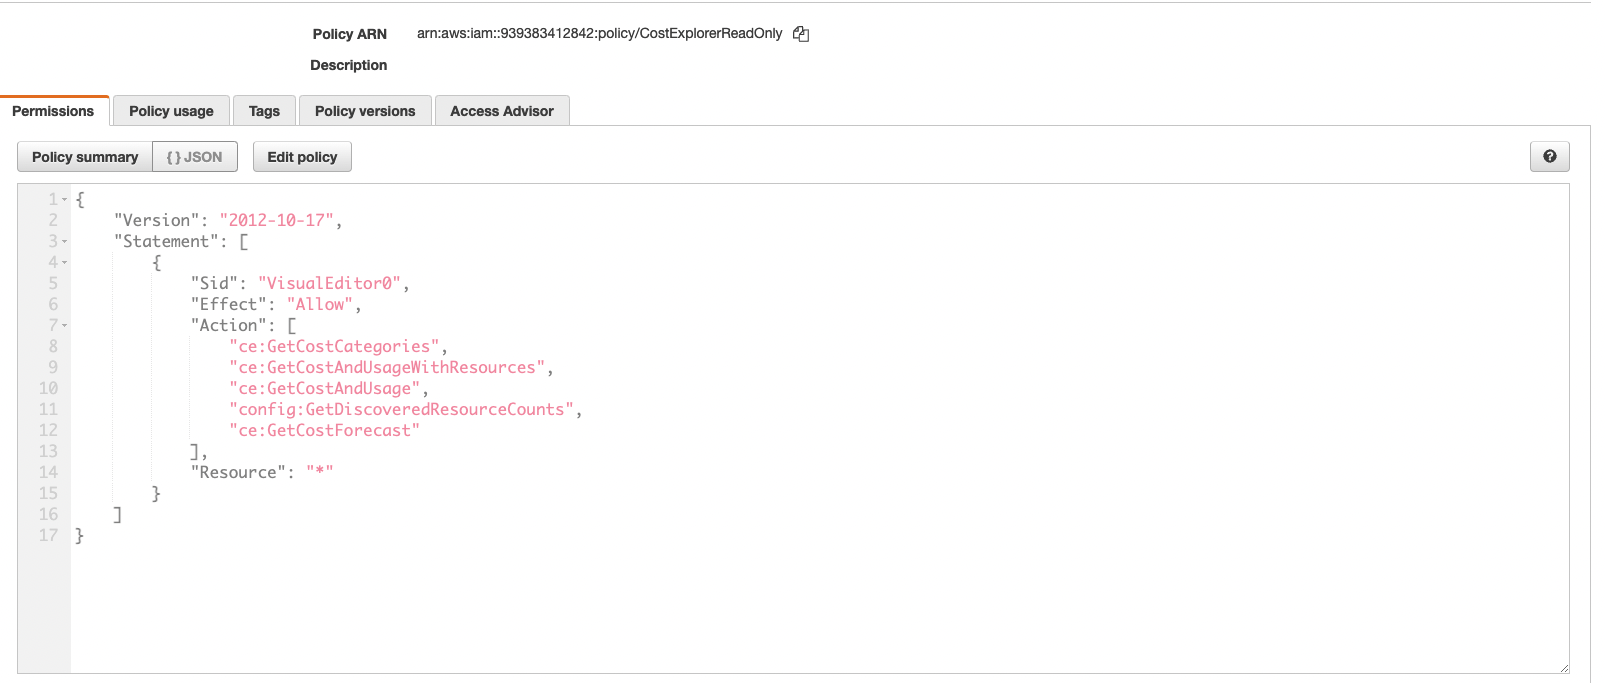 Policy ARN arn:aws:iam::939383412842:policy/CostExplorerReadOnly
Description
Permissions Policy usage Tags Policy versions Access Advisor
Policy summary { } JSON Edit policy ?
1 {
2 "Version": "2012-10-17",
3 "Statement": [
4 {
5 "Sid": "VisualEditor0",
6 "Effect": "Allow",
7 "Action": [
8 "ce:GetCostCategories",
9 "ce:GetCostAndUsageWithResources",
10 "ce:GetCostAndUsage",
11 "config:GetDiscoveredResourceCounts",
12 "ce:GetCostForecast"
13 ],
14 "Resource": "*"
15 }
16 ]
17 }